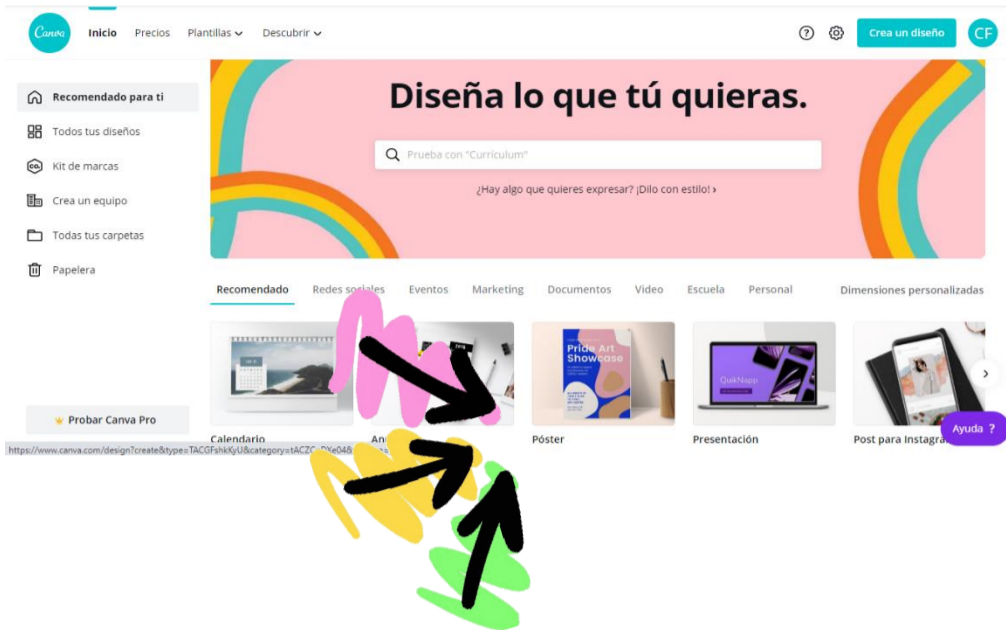 Canva Inicio Precios Plantillas Descubrir ? Crea un diseño CF
Recomendado para ti
Todos tus diseños
CO. Kit de marcas
Crea un equipo
Todas tus carpetas
Papelera
Probar Canva Pro
Diseña lo que tú quieras.
Prueba con "Curriculum"
¿Hay algo que quieres expresar? ¡Dilo con estilo! ›
Recomendado Redes sociales Eventos Marketing Documentos Video Escuela Personal Dimensiones personalizadas
Pride Art
Showcase
QuikNapp
Calendario Póster Presentación Post para
Ayuda ?